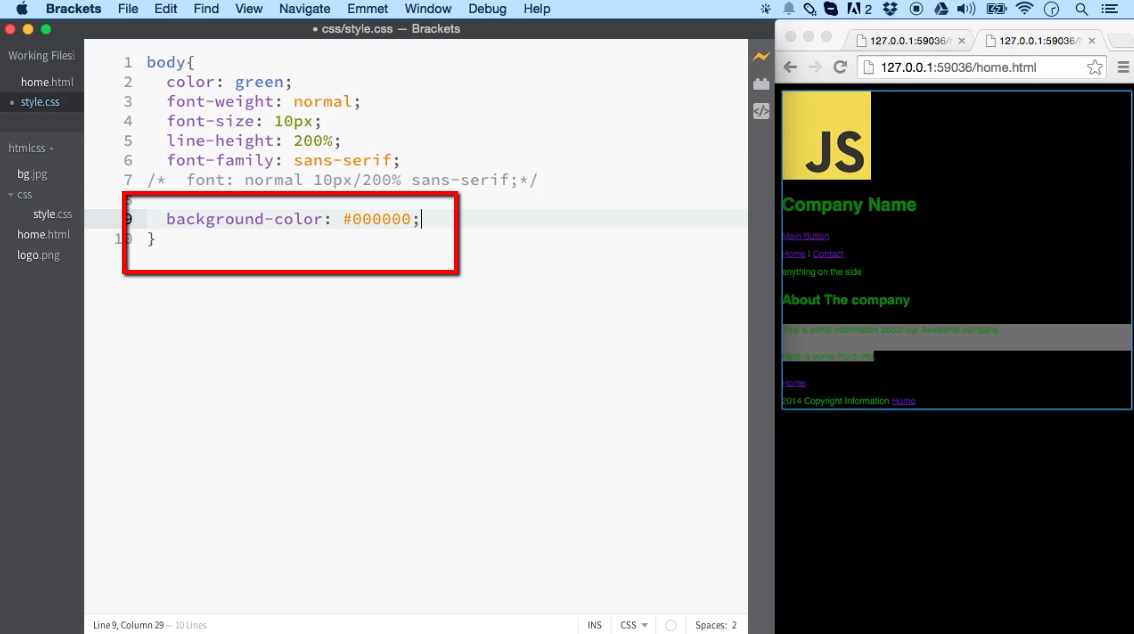 Brackets File Edit Find View Navigate Emmet Window Debug Help
2
css/style.css — Brackets
Working Files
home.html
style.css
htmlcss
bg.jpg
css
style.css
home.html
logo.png
1 body{
2 color: green;
3 font-weight: normal;
4 font-size: 10px;
5 line-height: 200%;
6 font-family: sans-serif;
7 /* font: normal 10px/200% sans-serif;*/
8
9 background-color: #000000;
10 }
Line 9, Column 29 — 10 Lines
INS CSS Spaces: 2
127.0.0.1:59036/ 127.0.0.1:59036/
127.0.0.1:59036/home.html
JS
Company Name
Main Button
Home | Contact
anything on the side
About The company
This is some information about our Awesome company
Here is some more info
Home
2014 Copyright Information Home